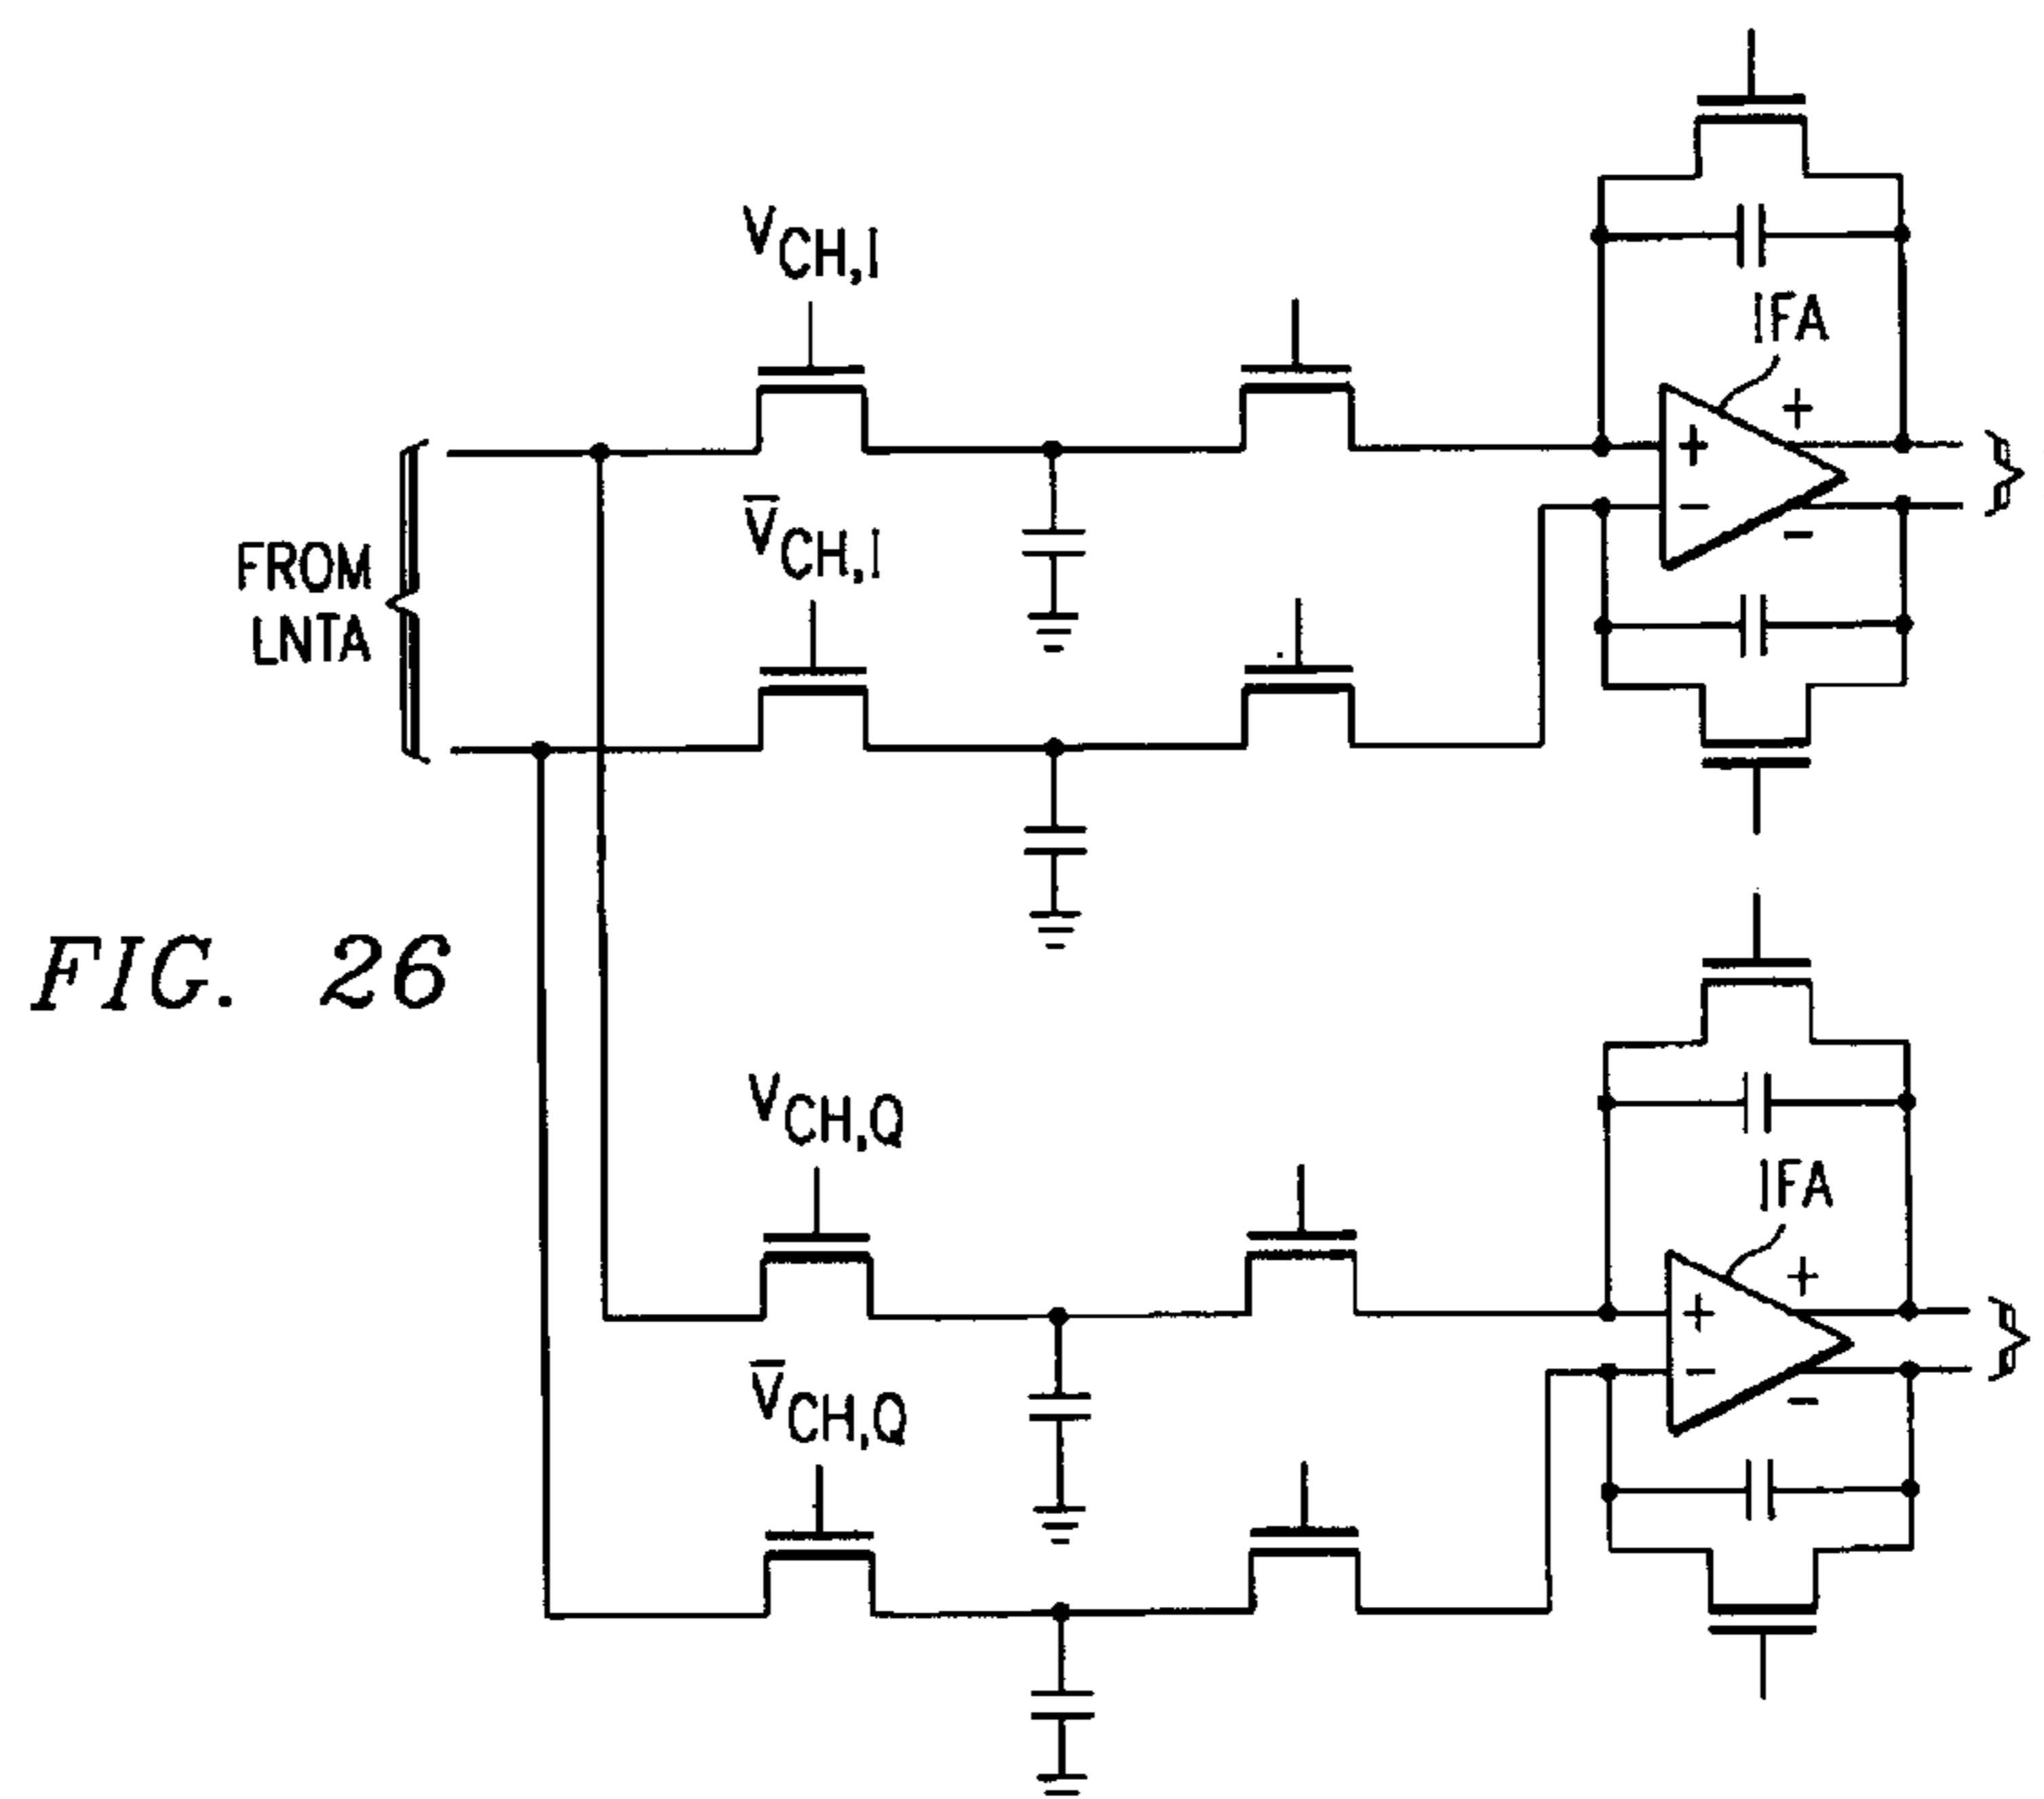 V_CH,I
IFA
+
+
−
−
V̅_CH,I
FROM
LNTA
FIG. 26
V_CH,Q
IFA
+
+
−
−
V̅_CH,Q